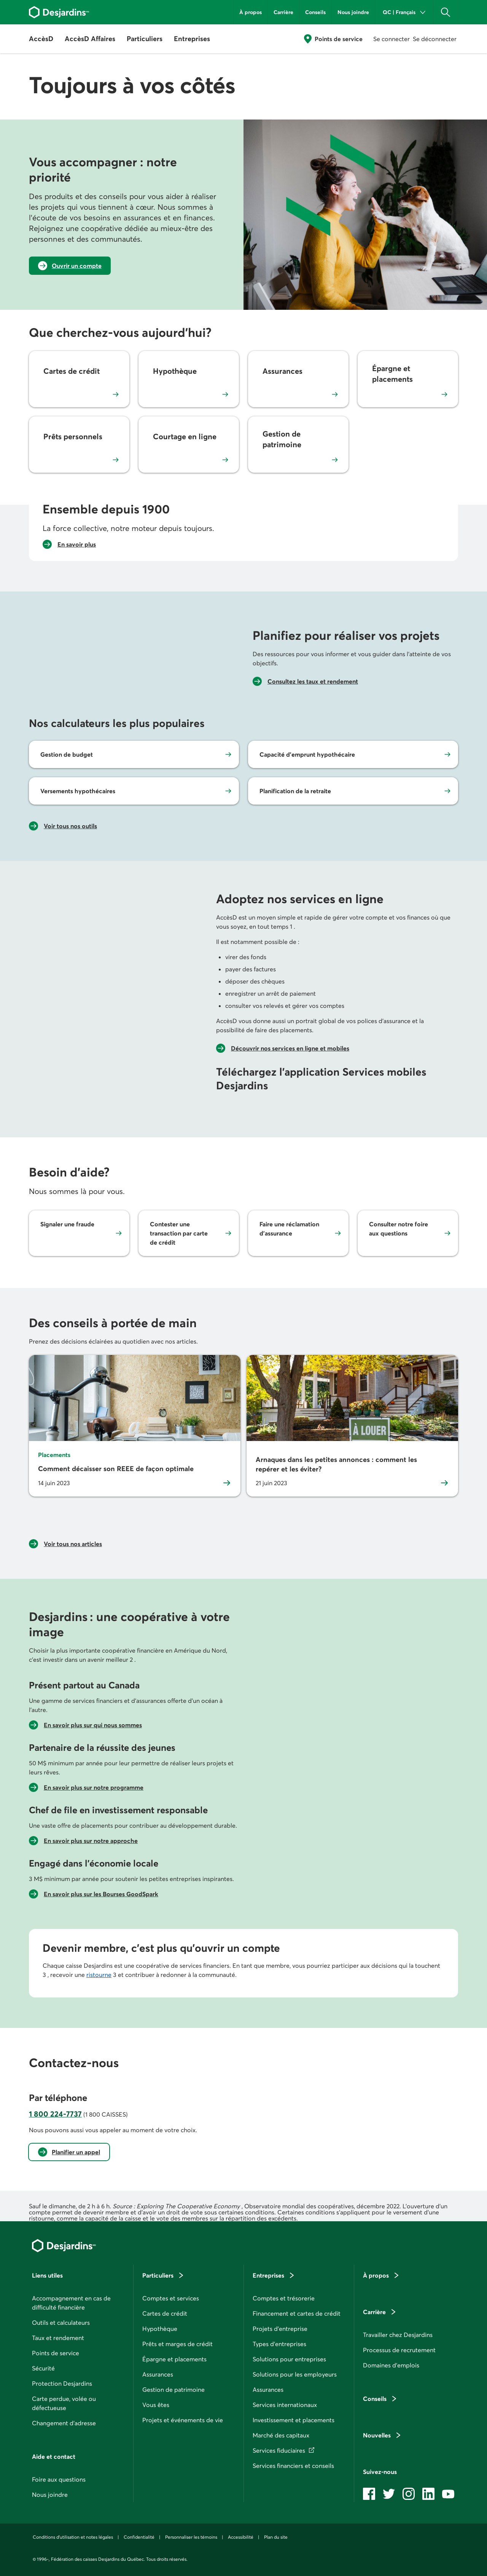 Desjardins
À propos
Carrière
Conseils
Nous joindre
QC | Français
AccèsD
AccèsD Affaires
Particuliers
Entreprises
Points de service
Se connecter
Se déconnecter
Toujours à vos côtés
Vous accompagner : notre
priorité
Des produits et des conseils pour vous aider à réaliser
les projets qui vous tiennent à cœur. Nous sommes à
l'écoute de vos besoins en assurances et en finances.
Rejoignez une coopérative dédiée au mieux-être des
personnes et des communautés.
Ouvrir un compte
Que cherchez-vous aujourd'hui?
Cartes de crédit
Hypothèque
Assurances
Épargne et
placements
Prêts personnels
Courtage en ligne
Gestion de
patrimoine
Ensemble depuis 1900
La force collective, notre moteur depuis toujours.
En savoir plus
Planifiez pour réaliser vos projets
Des ressources pour vous informer et vous guider dans l'atteinte de vos
objectifs.
Consultez les taux et rendement
Nos calculateurs les plus populaires
Gestion de budget
Capacité d'emprunt hypothécaire
Versements hypothécaires
Planification de la retraite
Voir tous nos outils
Adoptez nos services en ligne
AccèsD est un moyen simple et rapide de gérer votre compte et vos finances où que
vous soyez, en tout temps 1 .
Il est notamment possible de :
• virer des fonds
• payer des factures
• déposer des chèques
• enregistrer un arrêt de paiement
• consulter vos relevés et gérer vos comptes
AccèsD vous donne aussi un portrait global de vos polices d'assurance et la
possibilité de faire des placements.
Découvrir nos services en ligne et mobiles
Téléchargez l'application Services mobiles
Desjardins
Besoin d'aide?
Nous sommes là pour vous.
Signaler une fraude
Contester une
transaction par carte
de crédit
Faire une réclamation
d'assurance
Consulter notre foire
aux questions
Des conseils à portée de main
Prenez des décisions éclairées au quotidien avec nos articles.
À LOUER
Placements
Comment décaisser son REEE de façon optimale
14 juin 2023
Arnaques dans les petites annonces : comment les
repérer et les éviter?
21 juin 2023
Voir tous nos articles
Desjardins : une coopérative à votre
image
Choisir la plus importante coopérative financière en Amérique du Nord,
c'est investir dans un avenir meilleur 2 .
Présent partout au Canada
Une gamme de services financiers et d'assurances offerte d'un océan à
l'autre.
En savoir plus sur qui nous sommes
Partenaire de la réussite des jeunes
50 M$ minimum par année pour leur permettre de réaliser leurs projets et
leurs rêves.
En savoir plus sur notre programme
Chef de file en investissement responsable
Une vaste offre de placements pour contribuer au développement durable.
En savoir plus sur notre approche
Engagé dans l'économie locale
3 M$ minimum par année pour soutenir les petites entreprises inspirantes.
En savoir plus sur les Bourses GoodSpark
Devenir membre, c'est plus qu'ouvrir un compte
Chaque caisse Desjardins est une coopérative de services financiers. En tant que membre, vous pourriez participer aux décisions qui la touchent
3 , recevoir une ristourne 3 et contribuer à redonner à la communauté.
Contactez-nous
Par téléphone
1 800 224-7737 (1 800 CAISSES)
Nous pouvons aussi vous appeler au moment de votre choix.
Planifier un appel
Sauf le dimanche, de 2 h à 6 h. Source : Exploring The Cooperative Economy , Observatoire mondial des coopératives, décembre 2022. L'ouverture d'un
compte permet de devenir membre et d'avoir un droit de vote sous certaines conditions. Certaines conditions s'appliquent pour le versement d'une
ristourne, comme la capacité de la caisse et le vote des membres sur la répartition des excédents.
Desjardins
Liens utiles
Accompagnement en cas de
difficulté financière
Outils et calculateurs
Taux et rendement
Points de service
Sécurité
Protection Desjardins
Carte perdue, volée ou
défectueuse
Changement d'adresse
Aide et contact
Foire aux questions
Nous joindre
Particuliers
Comptes et services
Cartes de crédit
Hypothèque
Prêts et marges de crédit
Épargne et placements
Assurances
Gestion de patrimoine
Vous êtes
Projets et événements de vie
Entreprises
Comptes et trésorerie
Financement et cartes de crédit
Projets d'entreprise
Types d'entreprises
Solutions pour entreprises
Solutions pour les employeurs
Assurances
Services internationaux
Investissement et placements
Marché des capitaux
Services fiduciaires
Services financiers et conseils
À propos
Carrière
Travailler chez Desjardins
Processus de recrutement
Domaines d'emplois
Conseils
Nouvelles
Suivez-nous
Conditions d'utilisation et notes légales | Confidentialité | Personnaliser les témoins | Accessibilité | Plan du site
© 1996-, Fédération des caisses Desjardins du Québec. Tous droits réservés.